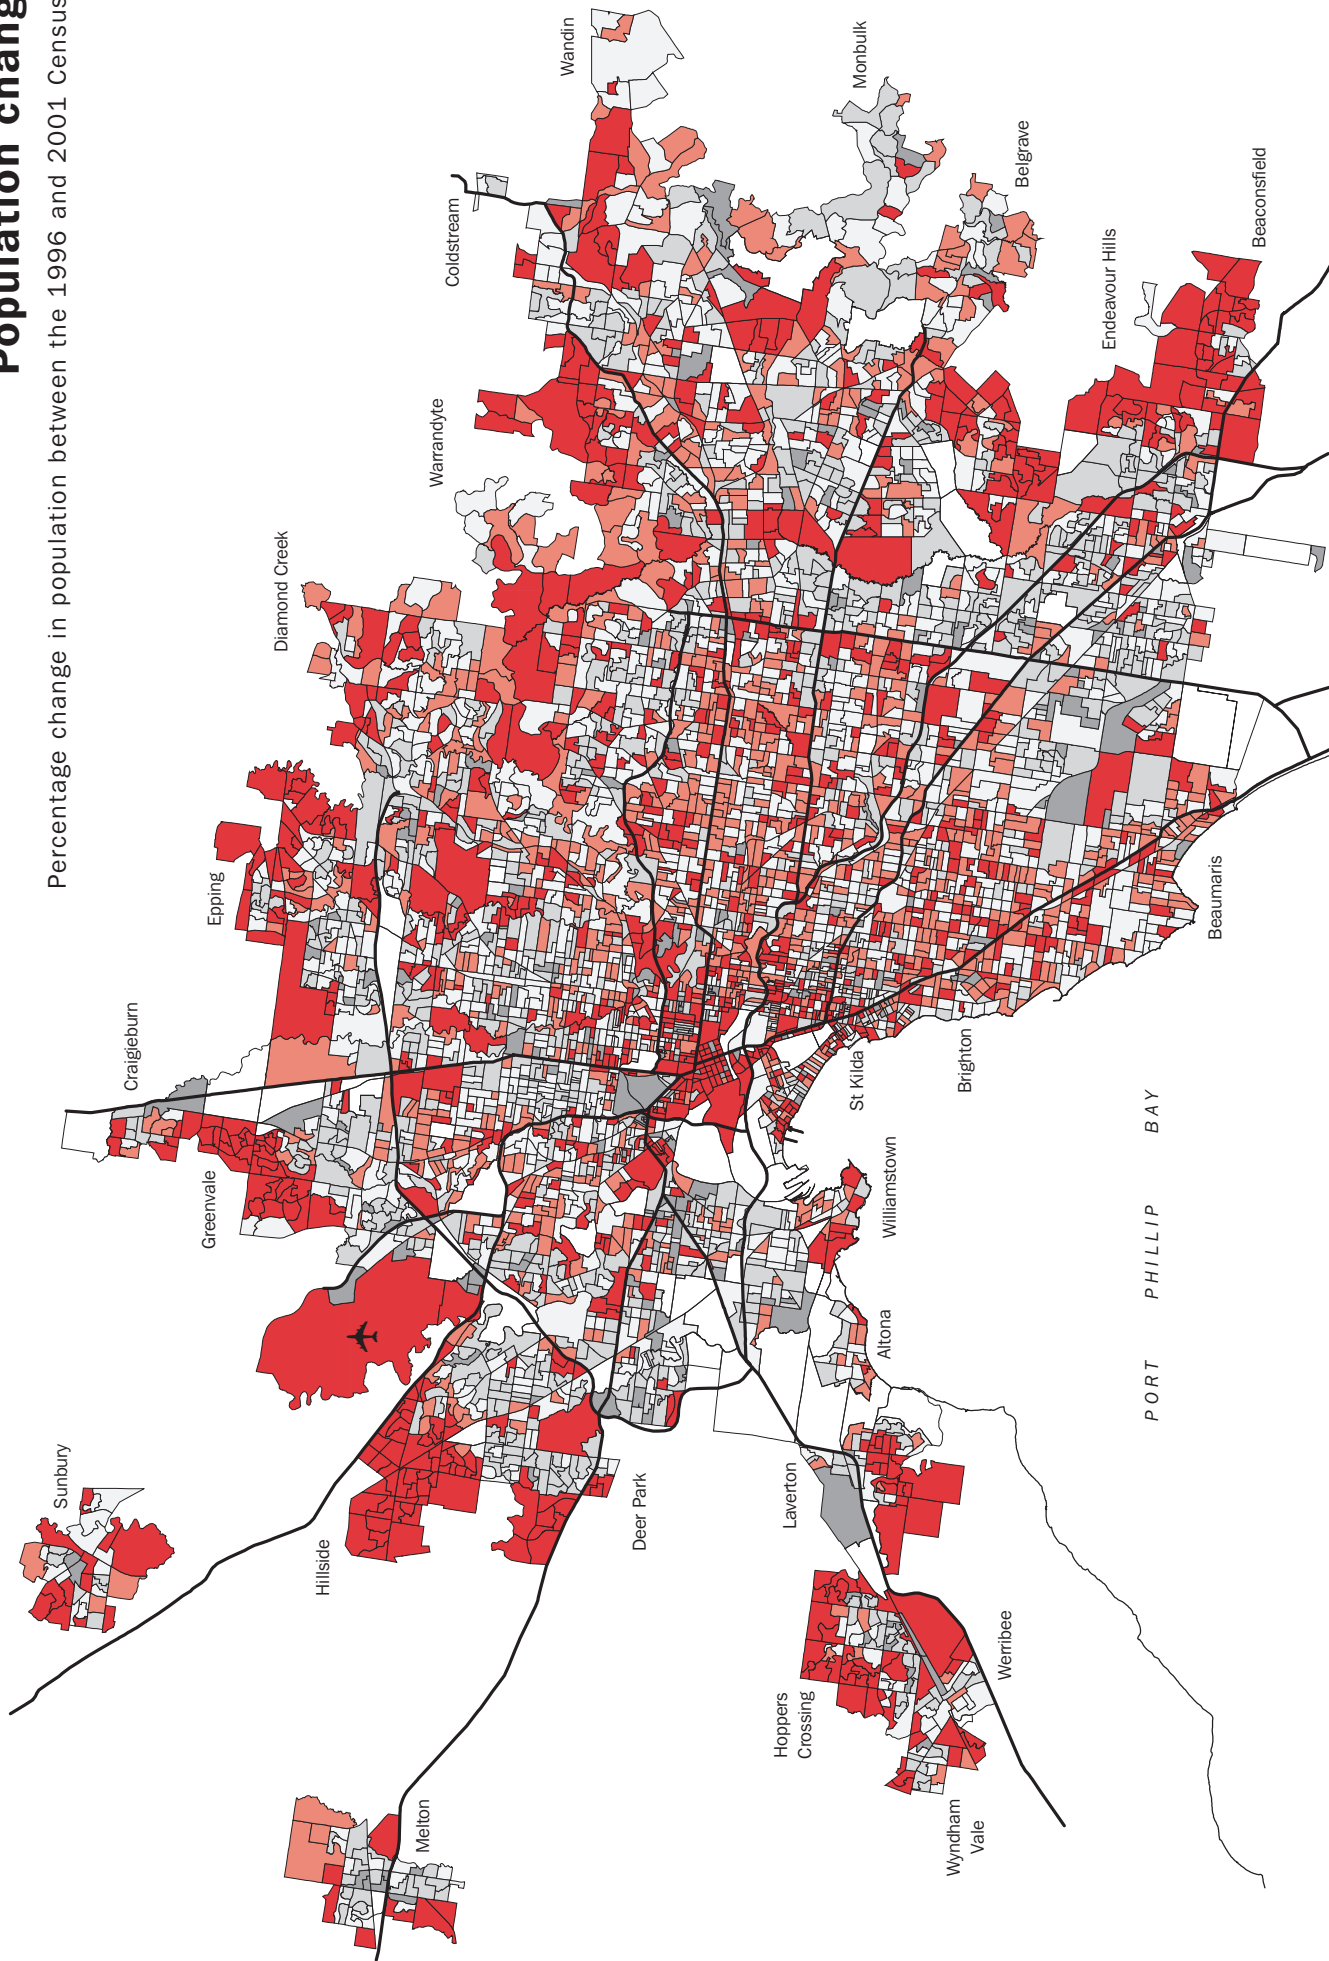 Population chang
Percentage change in population between the 1996 and 2001 Census
Wandin
Monbulk
Belgrave
Beaconsfield
Coldstream
Endeavour Hills
Warrandyte
Diamond Creek
Epping
Beaumaris
Craigieburn
Brighton
St Kilda
Greenvale
Williamstown
PORT PHILLIP BAY
Altona
Sunbury
Laverton
Deer Park
Hillside
Werribee
Hoppers
Crossing
Melton
Wyndham
Vale